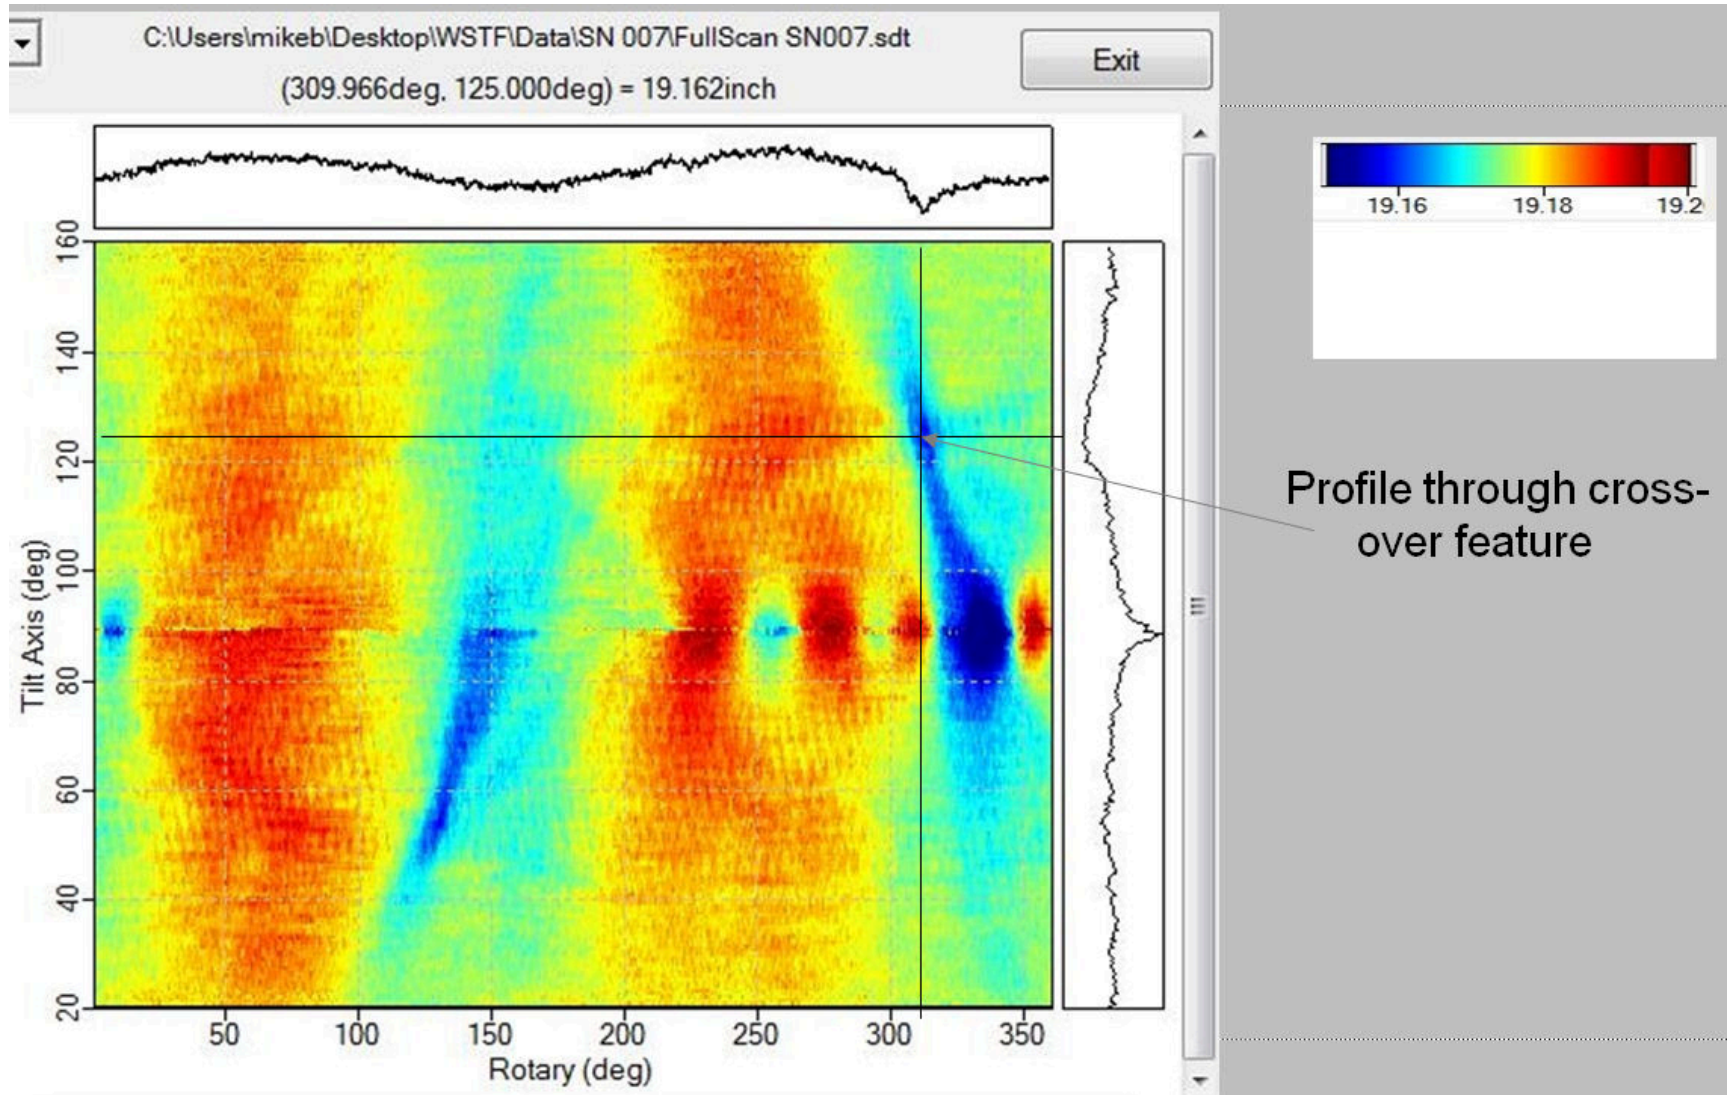 C:\Users\mikeb\Desktop\WSTF\Data\SN 007\FullScan SN007.sdt
(309.966deg, 125.000deg) = 19.162inch
Exit
19.16 19.18 19.2
160
140
120
100
80
60
40
20
Tilt Axis (deg)
50 100 150 200 250 300 350
Rotary (deg)
Profile through cross-
over feature